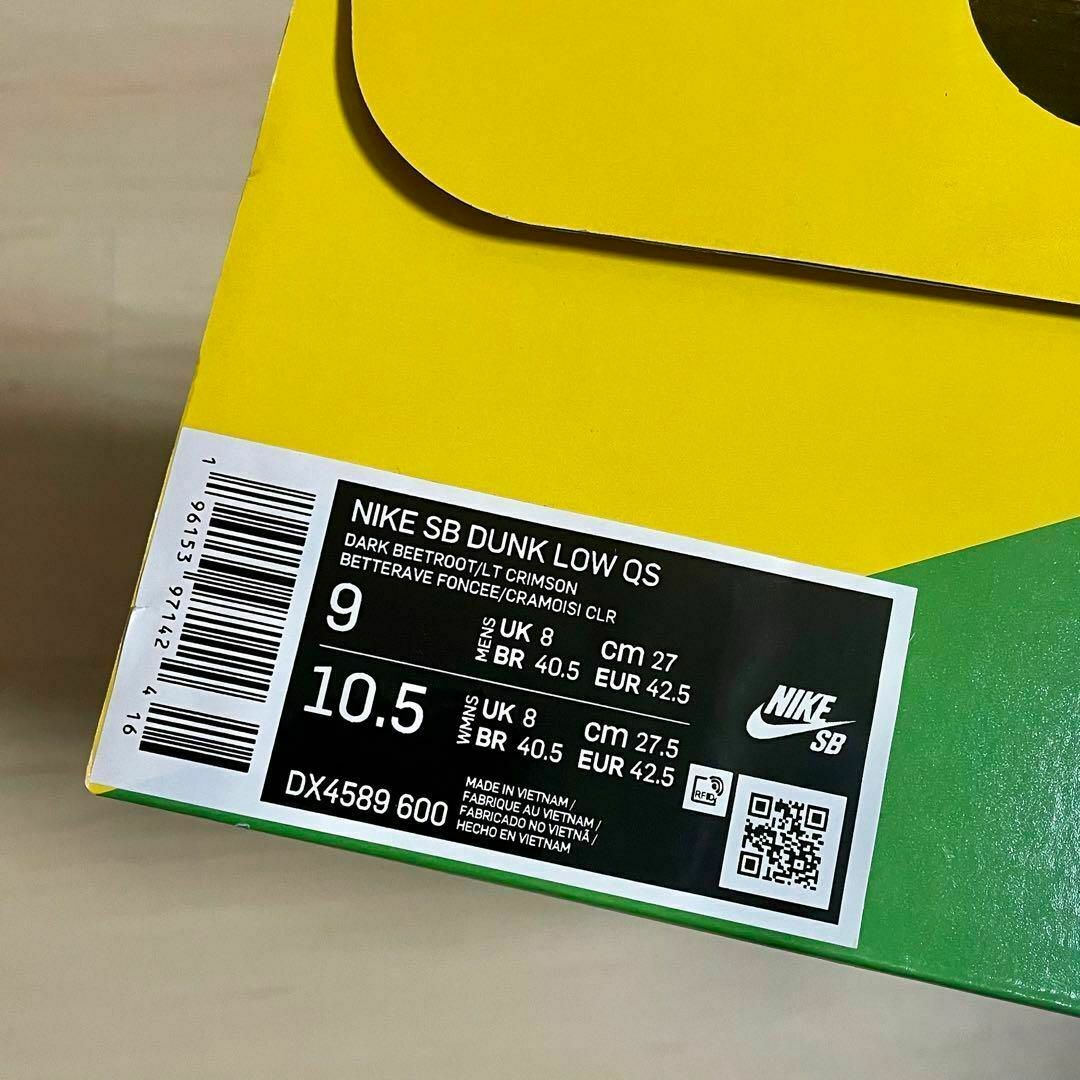 NIKE SB DUNK LOW QS
DARK BEETROOT/LT CRIMSON
BETTERAVE FONCEE/CRAMOISI CLR
9
MENS
UK 8
cm 27
BR 40.5
EUR 42.5
10.5
WMNS
UK 8
cm 27.5
BR 40.5
EUR 42.5
DX4589 600
MADE IN VIETNAM /
FABRIQUE AU VIETNAM /
FABRICADO NO VIETNÃ /
HECHO EN VIETNAM
RFID
NIKE
SB
1 96153 97142 4 16